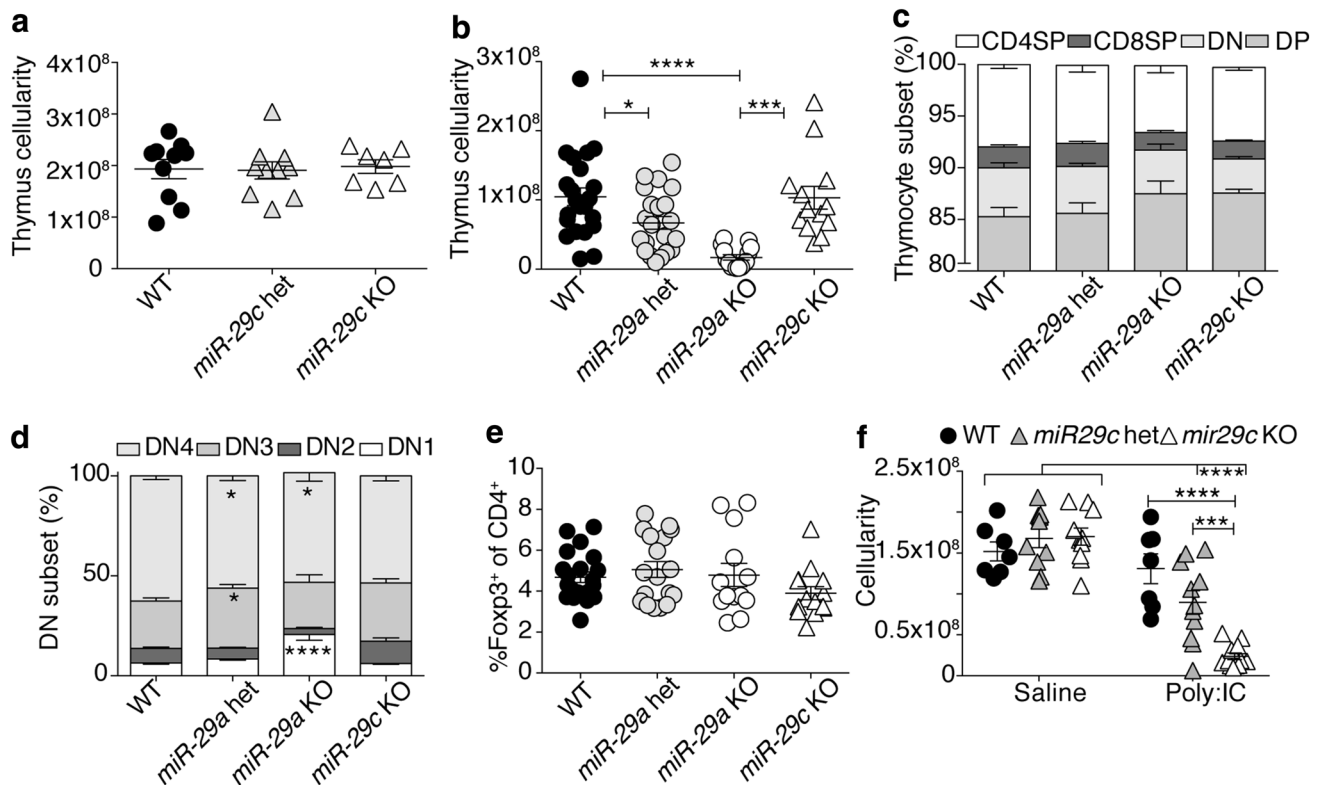 a
Thymus cellularity
4x10⁸
3x10⁸
2x10⁸
1x10⁸
0
WT
miR-29c het
miR-29c KO
b
Thymus cellularity
3x10⁸
2x10⁸
1x10⁸
0
****
*
***
WT
miR-29a het
miR-29a KO
miR-29c KO
c
CD4SP CD8SP DN DP
Thymocyte subset (%)
100
95
90
85
80
WT
miR-29a het
miR-29a KO
miR-29c KO
d
DN4 DN3 DN2 DN1
DN subset (%)
100
50
0
*
*
*
****
WT
miR-29a het
miR-29a KO
miR-29c KO
e
%Foxp3⁺ of CD4⁺
10
8
6
4
2
0
WT
miR-29a het
miR-29a KO
miR-29c KO
f
WT miR29c het mir29c KO
Cellularity
2.5x10⁸
1.5x10⁸
0.5x10⁸
0
****
****
***
Saline Poly:IC